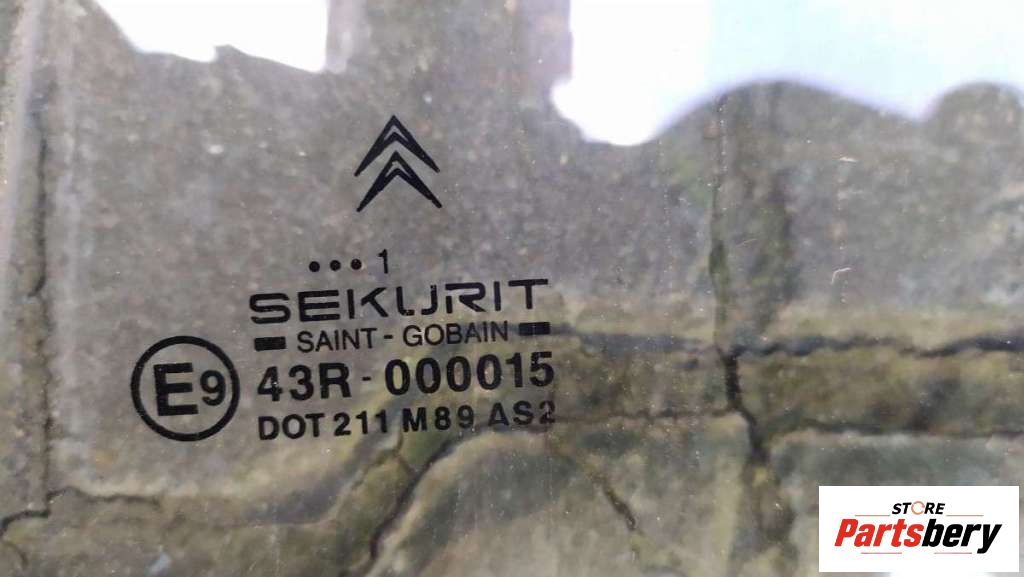 •••1
SEKURIT
SAINT - GOBAIN
E9
43R - 000015
DOT 211 M89 AS2
STORE
Partsbery